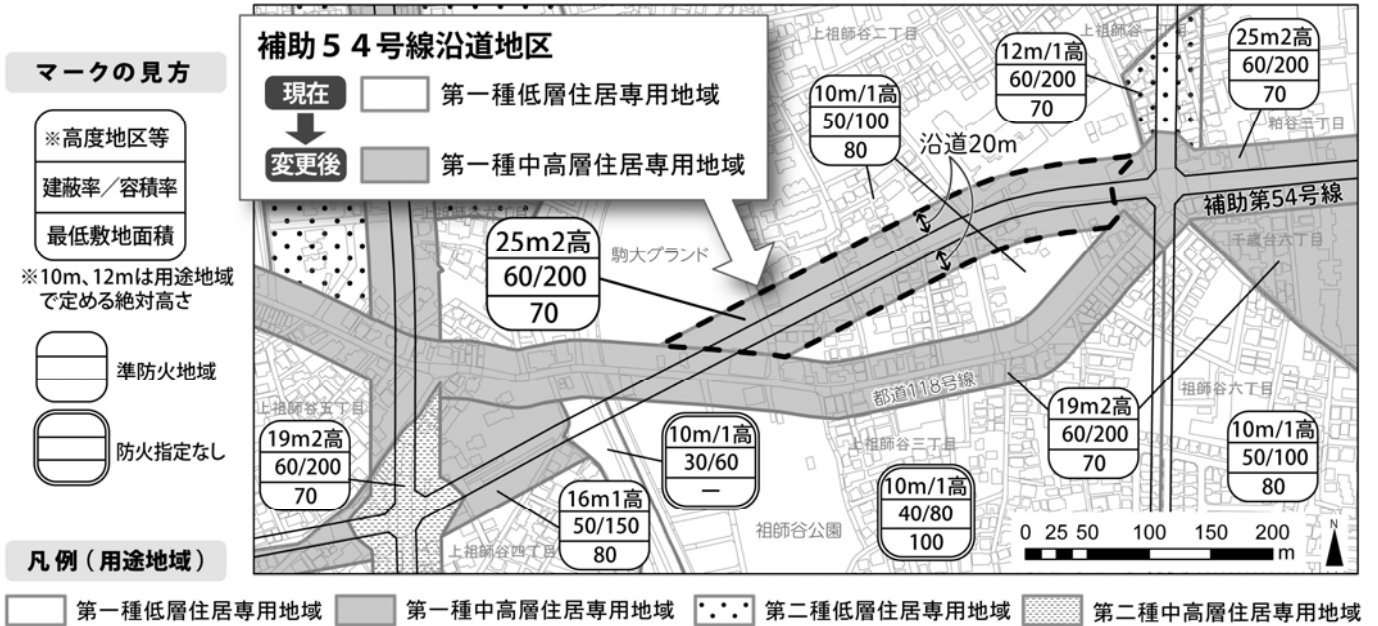 マークの見方
※高度地区等
建蔽率／容積率
最低敷地面積
※10m、12mは用途地域
で定める絶対高さ
準防火地域
防火指定なし
補助５４号線沿道地区
現在
第一種低層住居専用地域
変更後
第一種中高層住居専用地域
上祖師谷二丁目
上祖師谷一丁目
12m/1高
60/200
70
25m2高
60/200
70
粕谷三丁目
10m/1高
50/100
80
沿道20m
補助第54号線
千歳台六丁目
上祖師谷六丁目
25m2高
60/200
70
駒大グランド
都道118号線
祖師谷六丁目
上祖師谷五丁目
19m2高
60/200
70
10m/1高
30/60
―
上祖師谷三丁目
19m2高
60/200
70
10m/1高
50/100
80
16m1高
50/150
80
10m/1高
40/80
100
祖師谷公園
上祖師谷四丁目
0 25 50 100 150 200
m
N
凡例（用途地域）
第一種低層住居専用地域
第一種中高層住居専用地域
第二種低層住居専用地域
第二種中高層住居専用地域